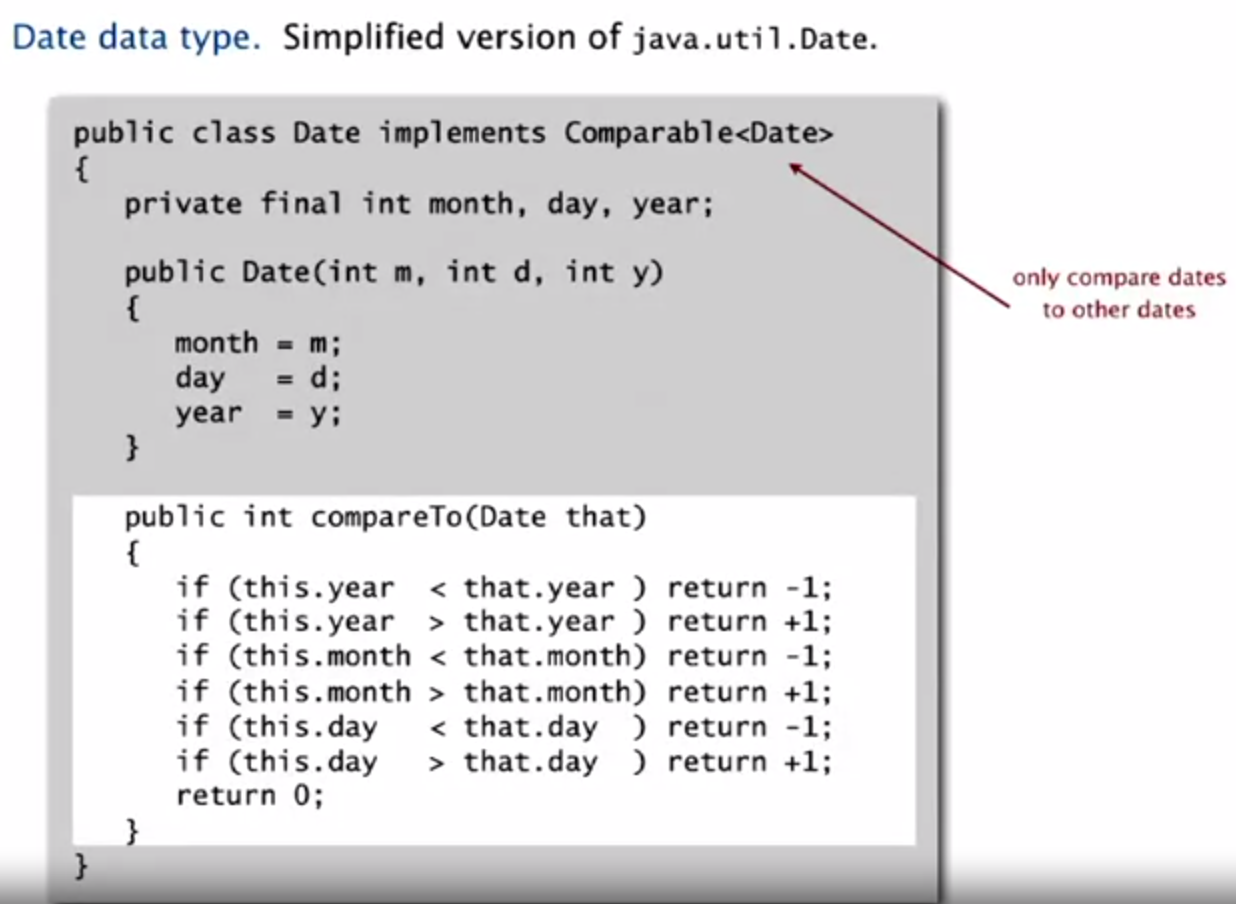 Date data type. Simplified version of java.util.Date.
public class Date implements Comparable<Date>
{
   private final int month, day, year;
   public Date(int m, int d, int y)
   {
      month = m;
      day   = d;
      year  = y;
   }
only compare dates
to other dates
   public int compareTo(Date that)
   {
      if (this.year  < that.year ) return -1;
      if (this.year  > that.year ) return +1;
      if (this.month < that.month) return -1;
      if (this.month > that.month) return +1;
      if (this.day   < that.day  ) return -1;
      if (this.day   > that.day  ) return +1;
      return 0;
   }
}